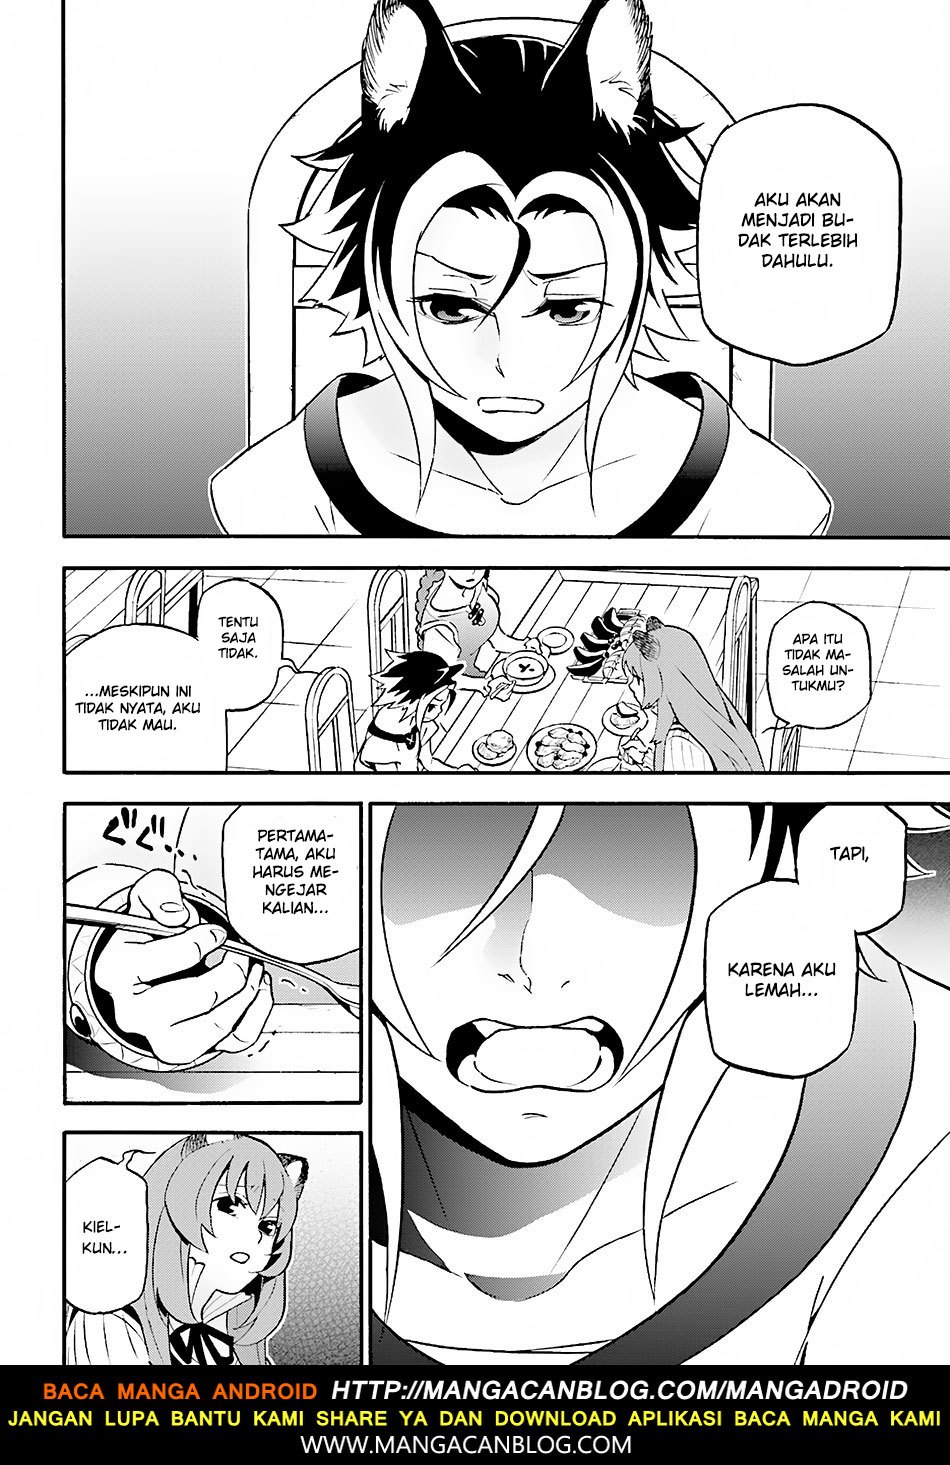 AKU AKAN
MENJADI BU-
DAK TERLEBIH
DAHULU.
APA ITU
TIDAK MA-
SALAH UN-
TUKMU?
TENTU
SAJA
TIDAK.
...MESKIPUN INI
TIDAK NYATA, AKU
TIDAK MAU.
TAPI,
KARENA AKU
LEMAH...
PERTAMA-
TAMA, AKU
HARUS ME-
NGEJAR
KALIAN...
ぐぐ...
KIEL-
KUN...
BACA MANGA ANDROID HTTP://MANGACANBLOG.COM/MANGADROID
JANGAN LUPA BANTU KAMI SHARE YA DAN DOWNLOAD APLIKASI BACA MANGA KAMI
WWW.MANGACANBLOG.COM